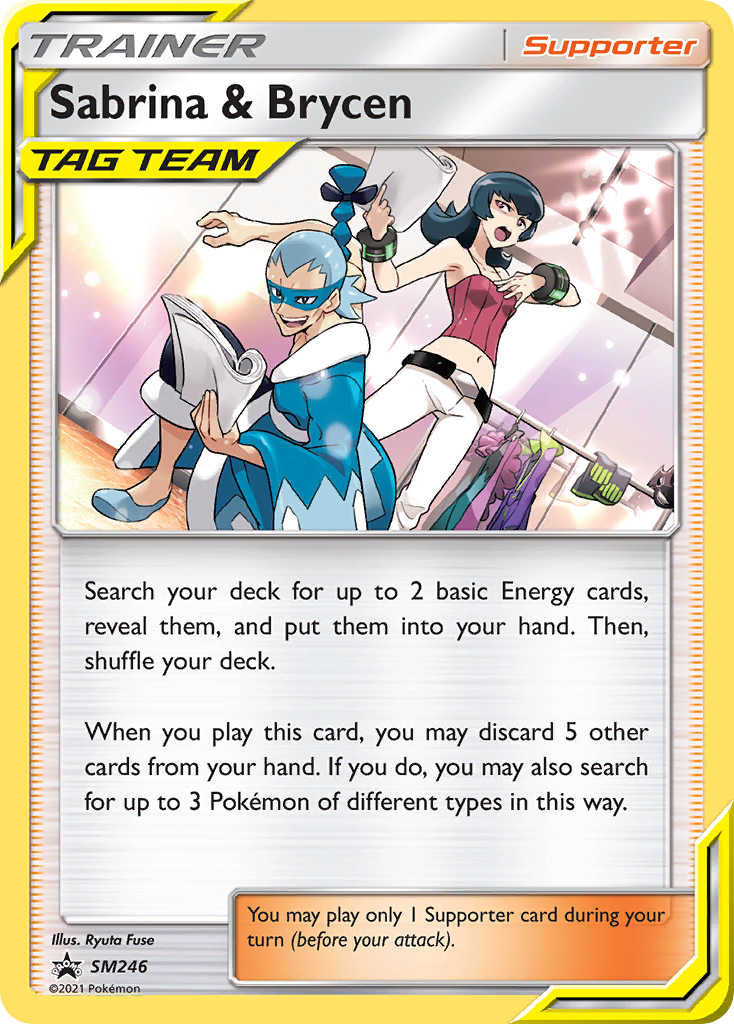 TRAINER
Supporter
Sabrina & Brycen
TAG TEAM
Search your deck for up to 2 basic Energy cards,
reveal them, and put them into your hand. Then,
shuffle your deck.
When you play this card, you may discard 5 other
cards from your hand. If you do, you may also search
for up to 3 Pokémon of different types in this way.
You may play only 1 Supporter card during your
turn (before your attack).
Illus. Ryuta Fuse
SM246
©2021 Pokémon